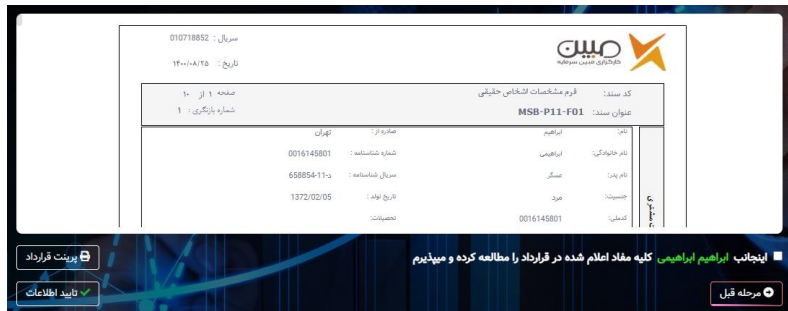 مبین
کارگزاری مبین سرمایه
سریال : 010718852
تاریخ : ۱۴۰۰/۰۸/۲۵
کد سند: فرم مشخصات اشخاص حقیقی
صفحه ۱ از ۱۰
عنوان سند: MSB-P11-F01
شماره بازنگری : ۱
نام: ابراهیم
صادره از : تهران
نام خانوادگی: ابراهیمی
شماره شناسنامه : 0016145801
نام پدر: عسگر
سریال شناسنامه : د-11-658854
جنسیت: مرد
تاریخ تولد : 1372/02/05
کدملی: 0016145801
تحصیلات:
اینجانب ابراهیم ابراهیمی کلیه مفاد اعلام شده در قرارداد را مطالعه کرده و میپذیرم
پرینت قرارداد
مرحله قبل
تایید اطلاعات